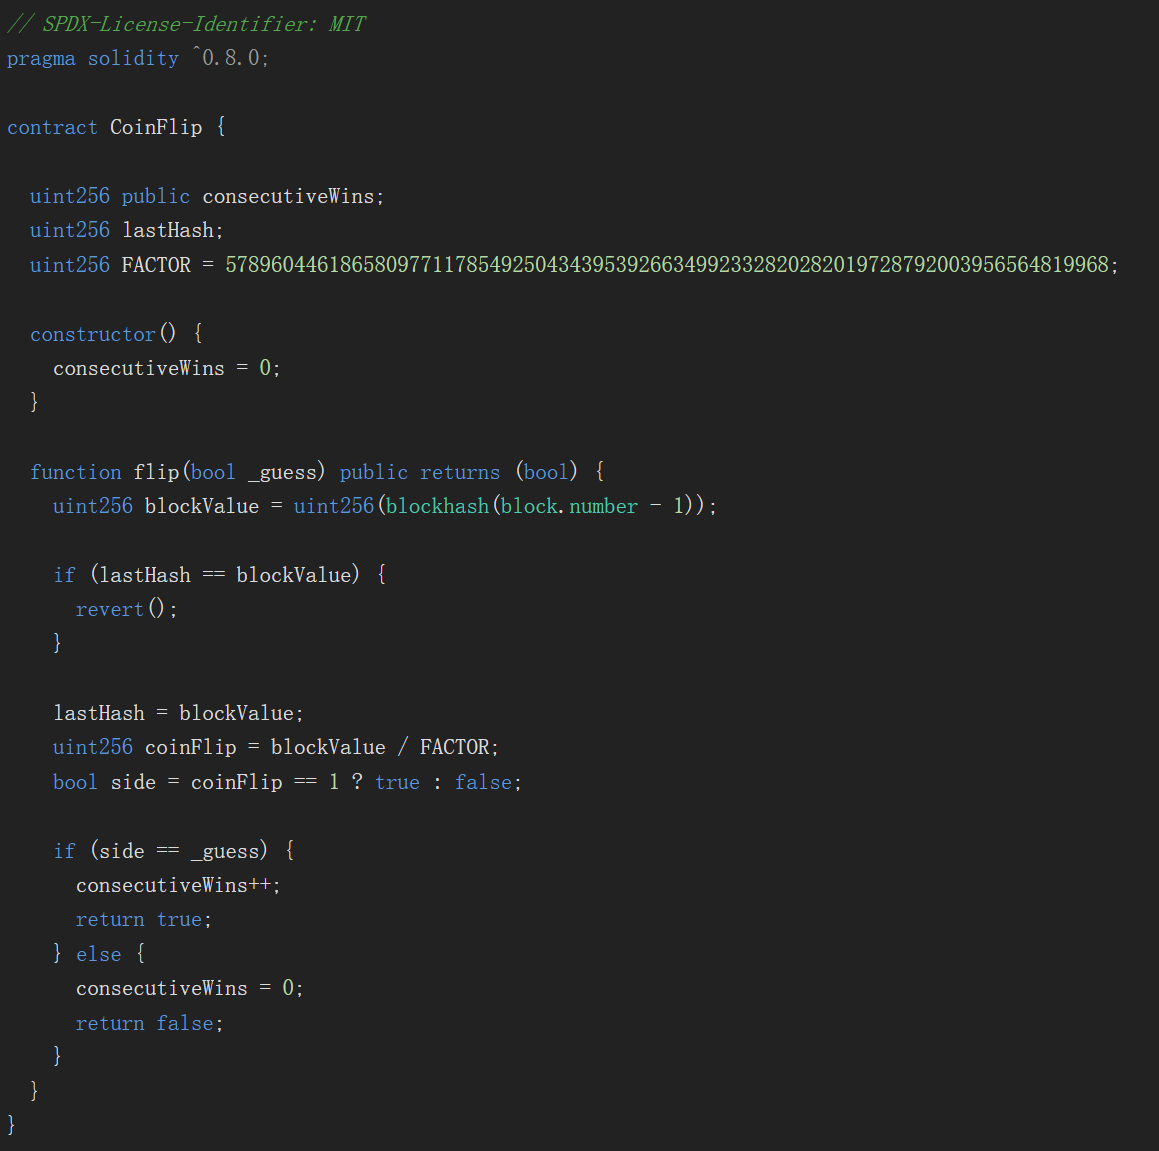 // SPDX-License-Identifier: MIT
pragma solidity ^0.8.0;
contract CoinFlip {
uint256 public consecutiveWins;
uint256 lastHash;
uint256 FACTOR = 57896044618658097711785492504343953926634992332820282019728792003956564819968;
constructor() {
consecutiveWins = 0;
}
function flip(bool _guess) public returns (bool) {
uint256 blockValue = uint256(blockhash(block.number - 1));
if (lastHash == blockValue) {
revert();
}
lastHash = blockValue;
uint256 coinFlip = blockValue / FACTOR;
bool side = coinFlip == 1 ? true : false;
if (side == _guess) {
consecutiveWins++;
return true;
} else {
consecutiveWins = 0;
return false;
}
}
}